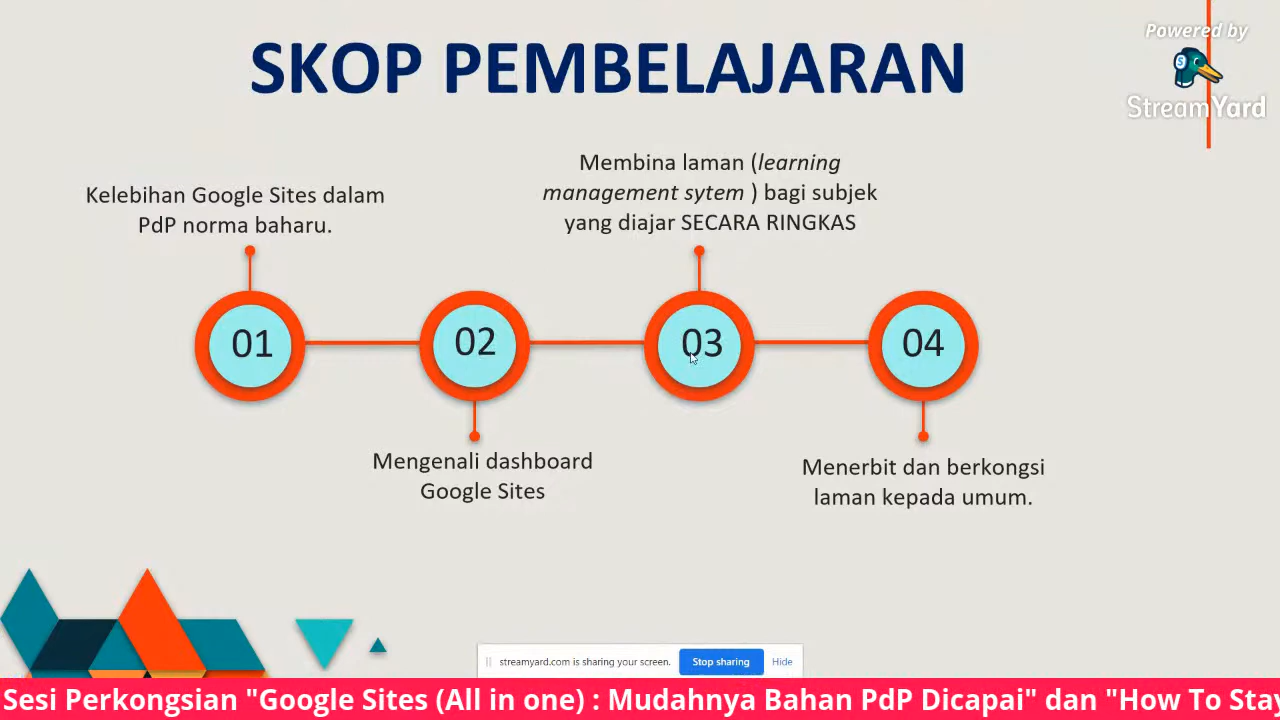 SKOP PEMBELAJARAN
Powered by
StreamYard
Kelebihan Google Sites dalam
PdP norma baharu.
Membina laman (learning
management sytem ) bagi subjek
yang diajar SECARA RINGKAS
01
02
03
04
Mengenali dashboard
Google Sites
Menerbit dan berkongsi
laman kepada umum.
streamyard.com is sharing your screen.
Stop sharing
Hide
Sesi Perkongsian "Google Sites (All in one) : Mudahnya Bahan PdP Dicapai" dan "How To Stay